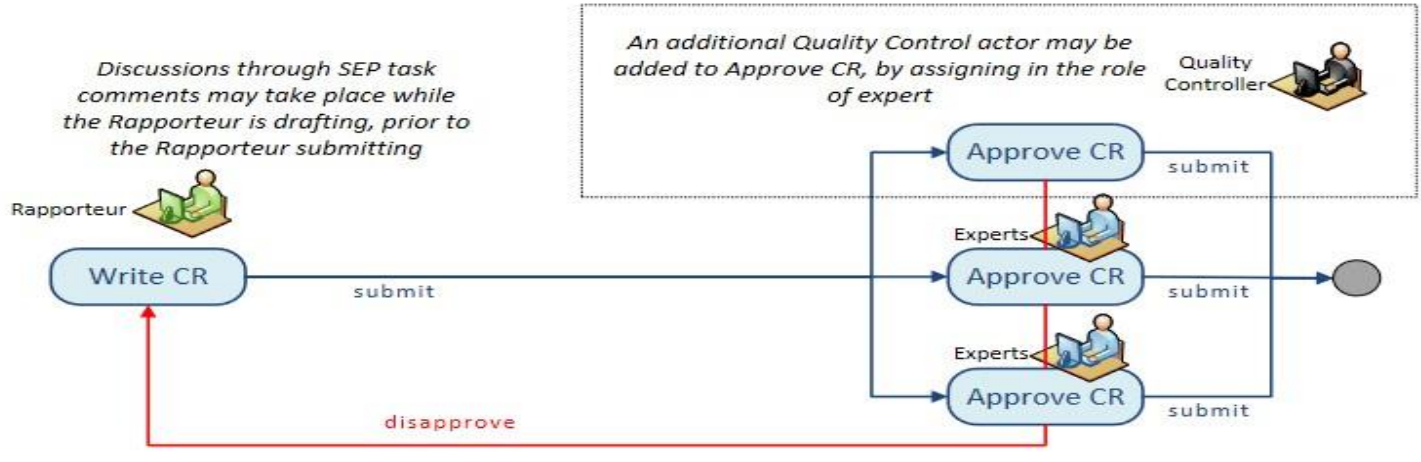 Discussions through SEP task
comments may take place while
the Rapporteur is drafting, prior to
the Rapporteur submitting
An additional Quality Control actor may be
added to Approve CR, by assigning in the role
of expert
Quality
Controller
Approve CR
submit
Rapporteur
Experts
Write CR
submit
Approve CR
submit
Experts
Approve CR
submit
disapprove